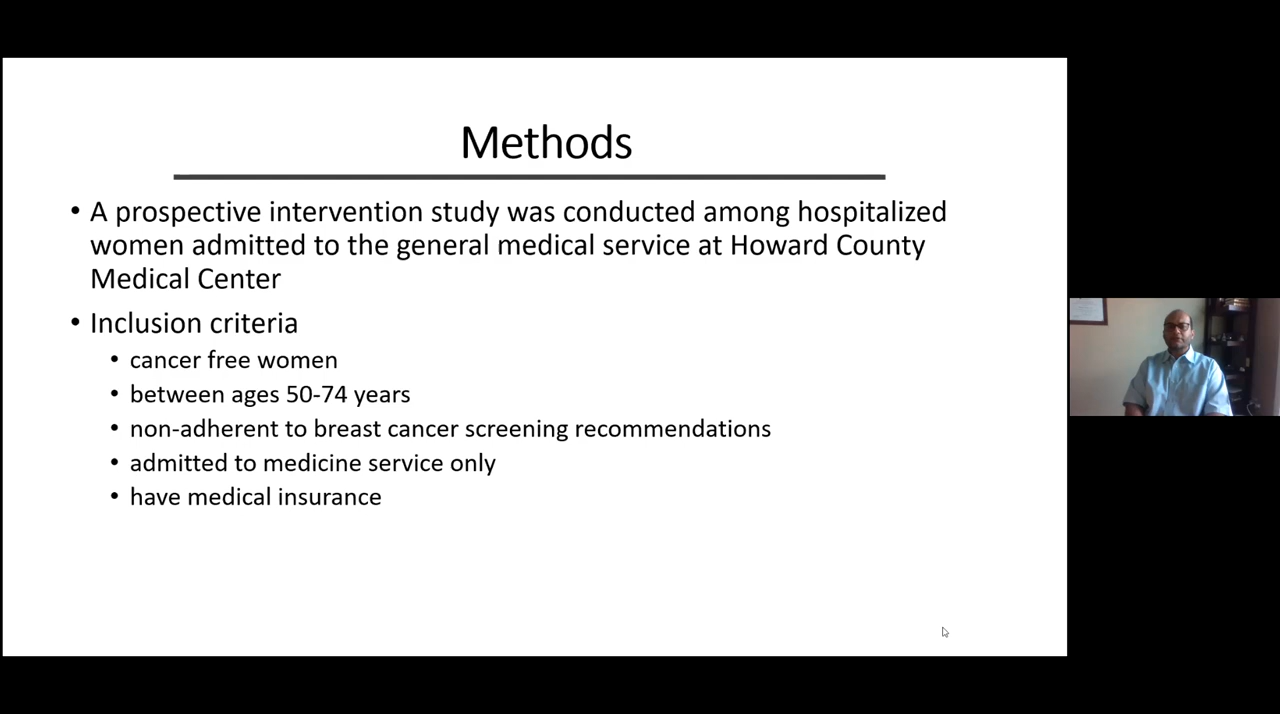 Methods
• A prospective intervention study was conducted among hospitalized
women admitted to the general medical service at Howard County
Medical Center
• Inclusion criteria
• cancer free women
• between ages 50-74 years
• non-adherent to breast cancer screening recommendations
• admitted to medicine service only
• have medical insurance